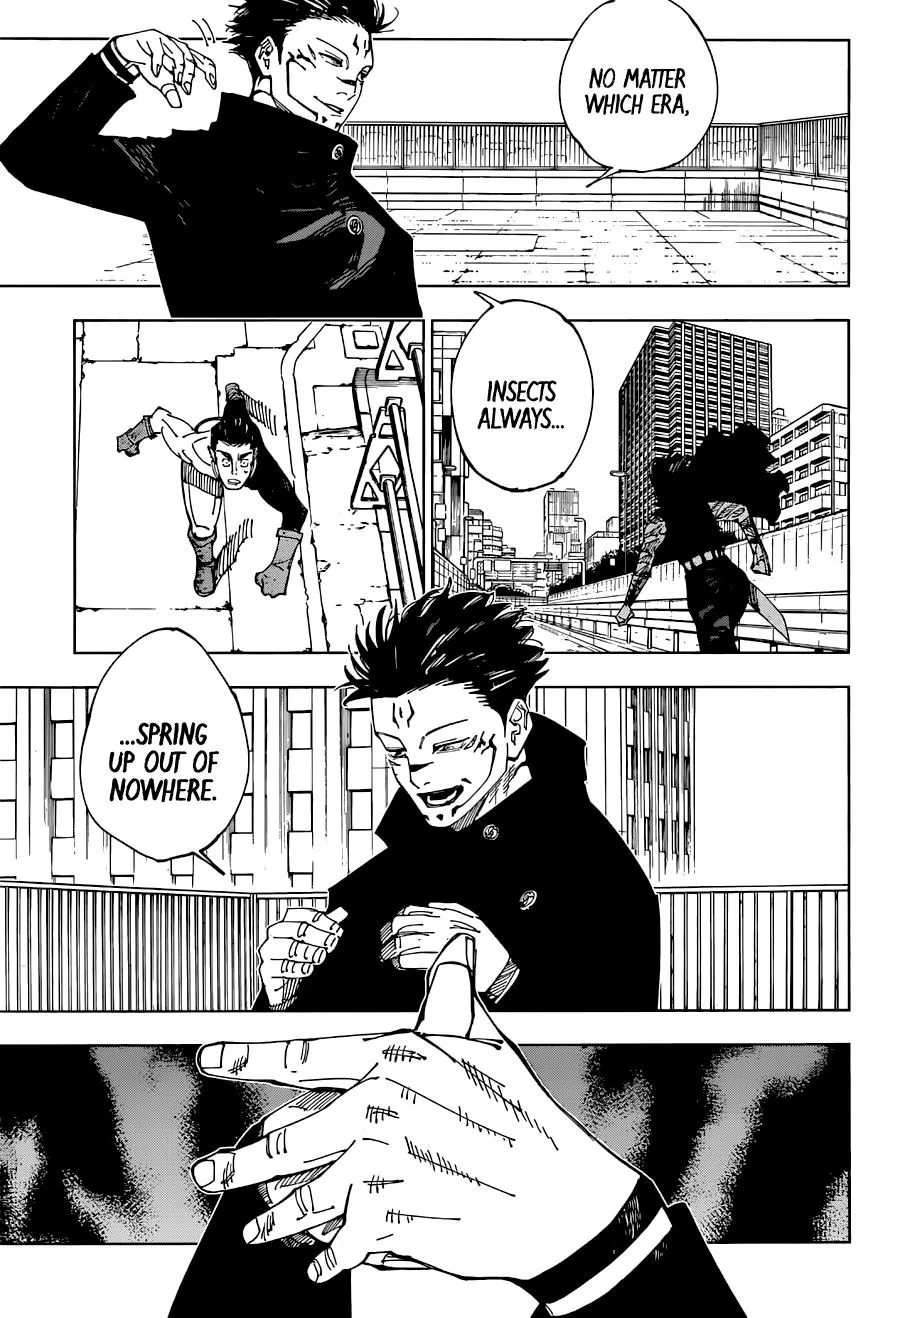 NO MATTER
WHICH ERA,
INSECTS
ALWAYS...
...SPRING
UP OUT OF
NOWHERE.